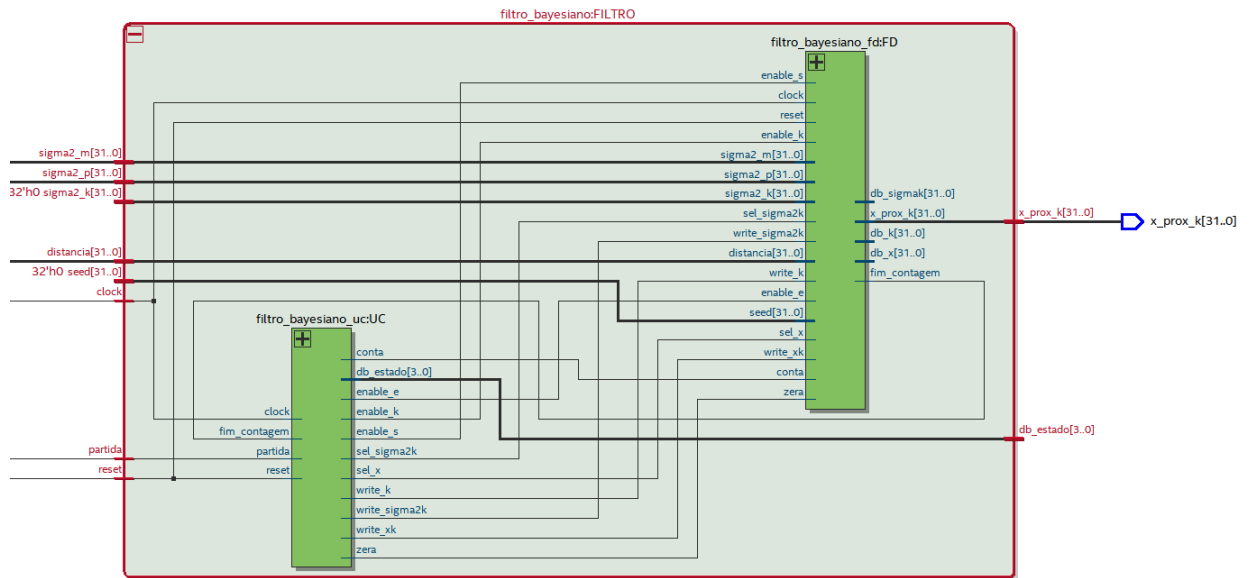 filtro_bayesiano:FILTRO
filtro_bayesiano_fd:FD
enable_s
clock
reset
enable_k
sigma2_m[31..0]
sigma2_m[31..0]
sigma2_p[31..0]
sigma2_p[31..0]
32'h0 sigma2_k[31..0]
sigma2_k[31..0]
db_sigmak[31..0]
sel_sigma2k
x_prox_k[31..0]
x_prox_k[31..0]
x_prox_k[31..0]
write_sigma2k
db_k[31..0]
distancia[31..0]
distancia[31..0]
db_x[31..0]
32'h0 seed[31..0]
write_k
fim_contagem
clock
enable_e
seed[31..0]
filtro_bayesiano_uc:UC
sel_x
conta
write_xk
db_estado[3..0]
conta
enable_e
zera
clock
enable_k
fim_contagem
enable_s
db_estado[3..0]
partida
partida
sel_sigma2k
reset
reset
sel_x
write_k
write_sigma2k
write_xk
zera